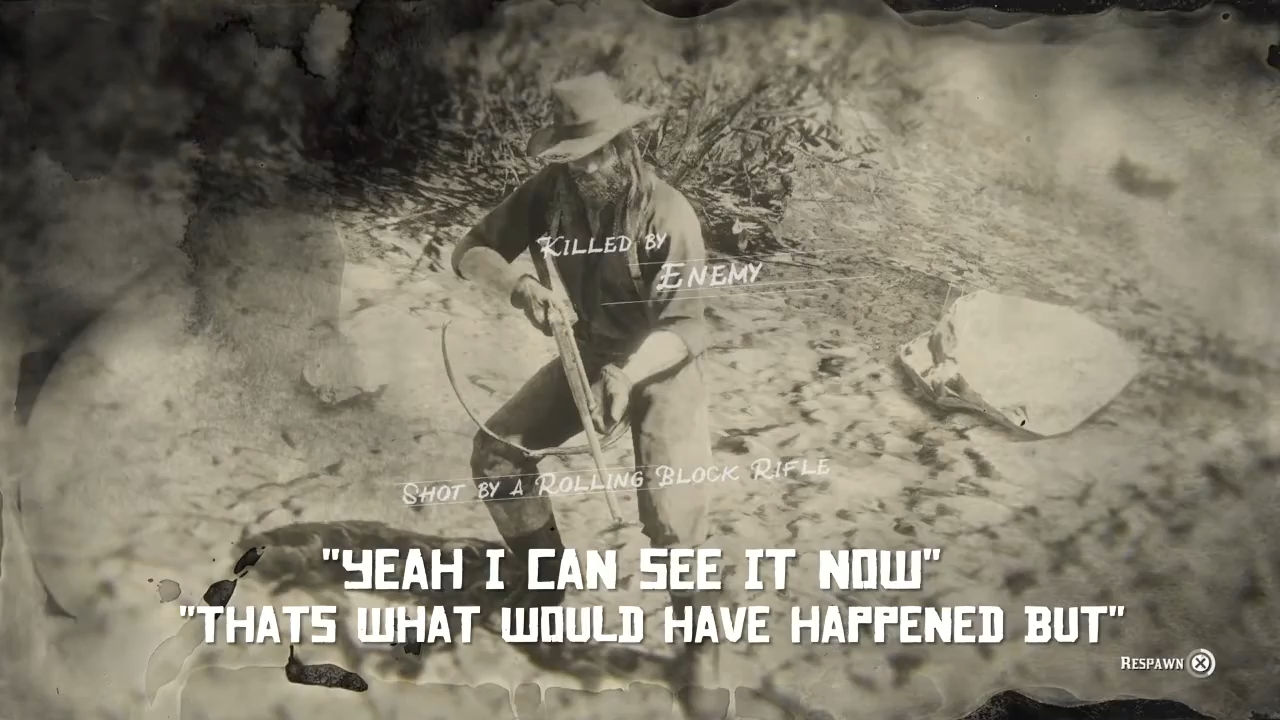 Killed by
Enemy
Shot by a Rolling Block Rifle
"YEAH I CAN SEE IT NOW"
"THATS WHAT WOULD HAVE HAPPENED BUT"
Respawn